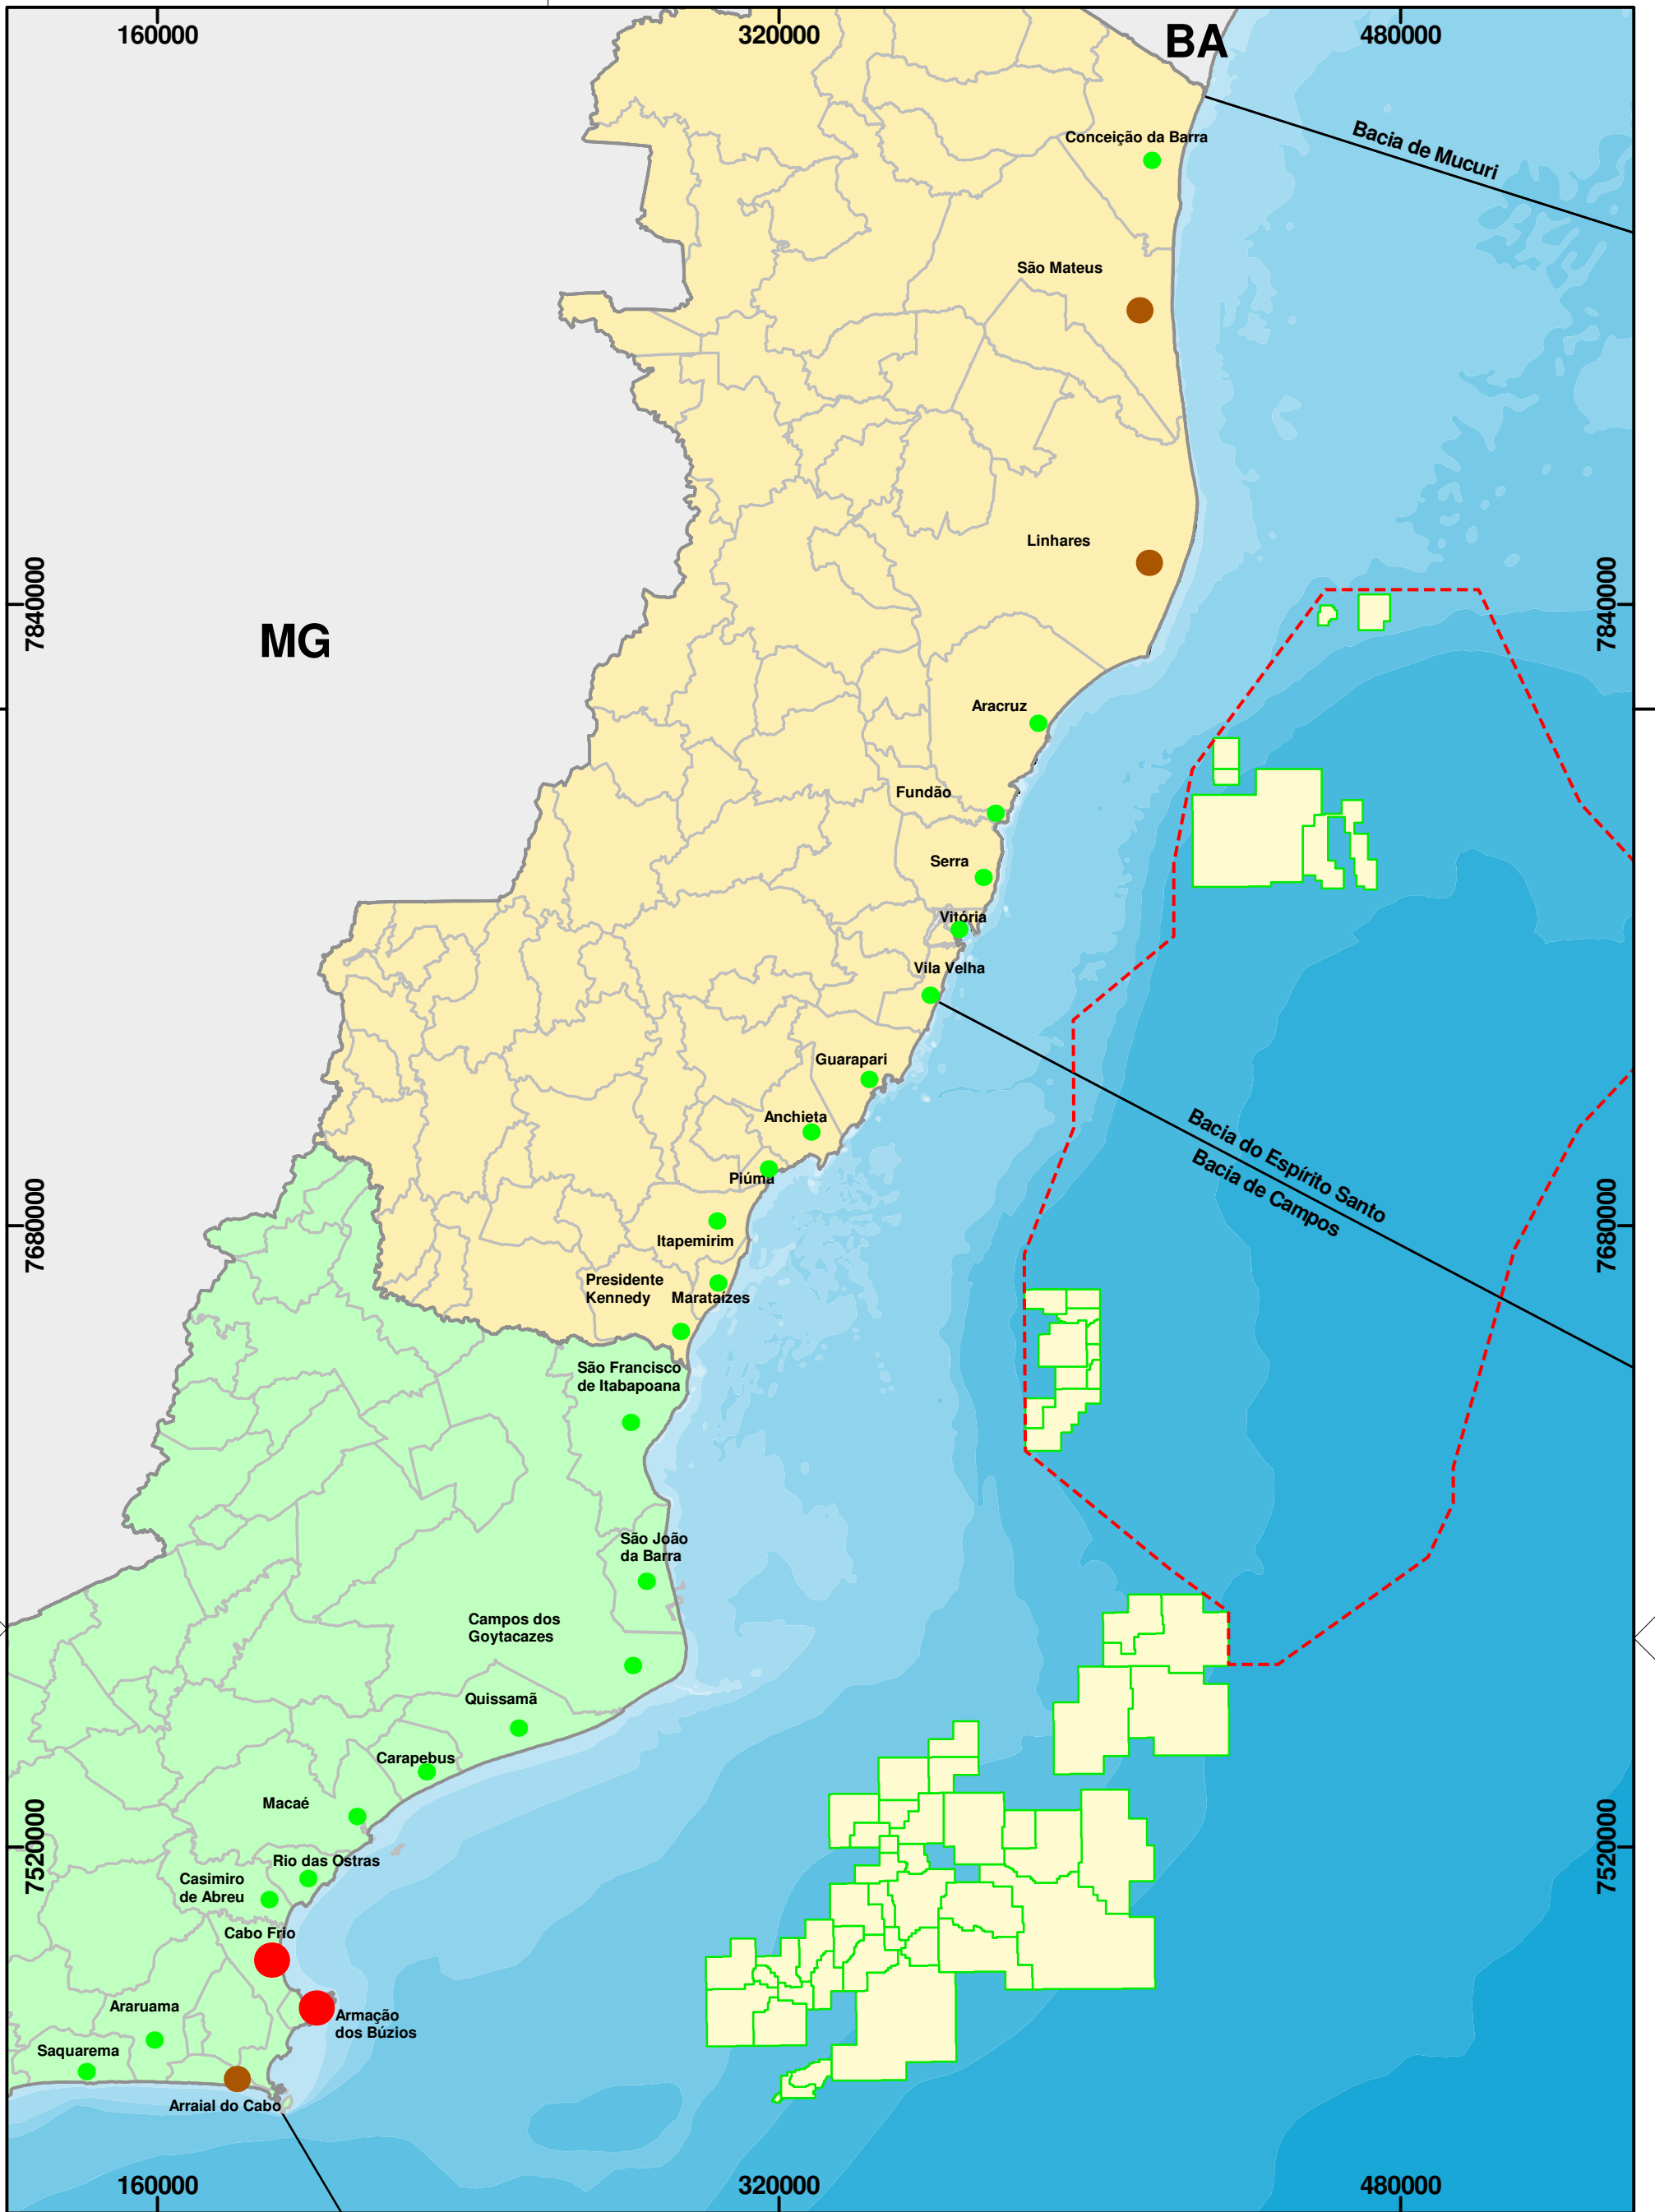 160000
320000
480000
BA
Conceição da Barra
Bacia de Mucuri
São Mateus
Linhares
7840000
7840000
MG
Aracruz
Fundão
Serra
Vitória
Vila Velha
Guarapari
Anchieta
Piúma
Bacia do Espírito Santo
Bacia de Campos
7680000
7680000
Itapemirim
Presidente
Kennedy
Marataízes
São Francisco
de Itabapoana
São João
da Barra
Campos dos
Goytacazes
Quissamã
Carapebus
Macaé
7520000
7520000
Rio das Ostras
Casimiro
de Abreu
Cabo Frio
Araruama
Armação
dos Búzios
Saquarema
Arraial do Cabo
160000
320000
480000